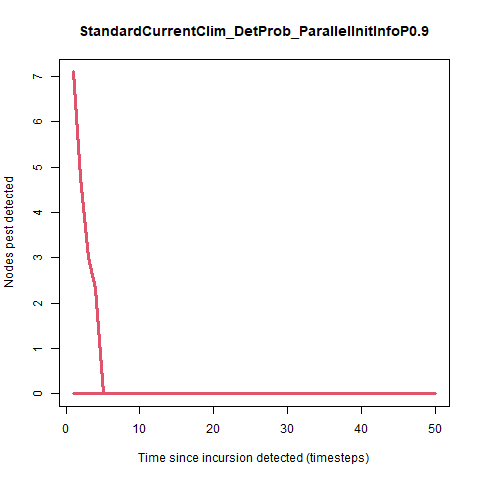 StandardCurrentClim_DetProb_ParallelInitInfoP0.9
7
6
5
4
3
2
1
0
Nodes pest detected
0 10 20 30 40 50
Time since incursion detected (timesteps)